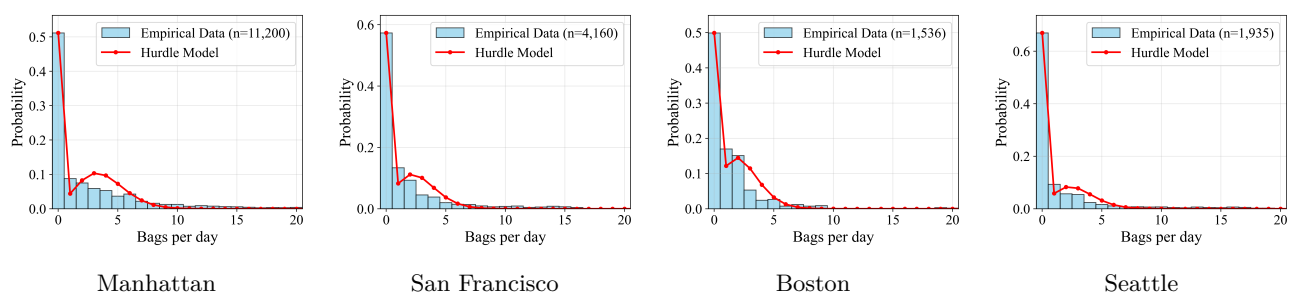 Empirical Data (n=11,200)
Hurdle Model
Probability
0.5
0.4
0.3
0.2
0.1
0.0
0 5 10 15 20
Bags per day
Manhattan
Empirical Data (n=4,160)
Hurdle Model
Probability
0.6
0.4
0.2
0.0
0 5 10 15 20
Bags per day
San Francisco
Empirical Data (n=1,536)
Hurdle Model
Probability
0.5
0.4
0.3
0.2
0.1
0.0
0 5 10 15 20
Bags per day
Boston
Empirical Data (n=1,935)
Hurdle Model
Probability
0.6
0.4
0.2
0.0
0 5 10 15 20
Bags per day
Seattle